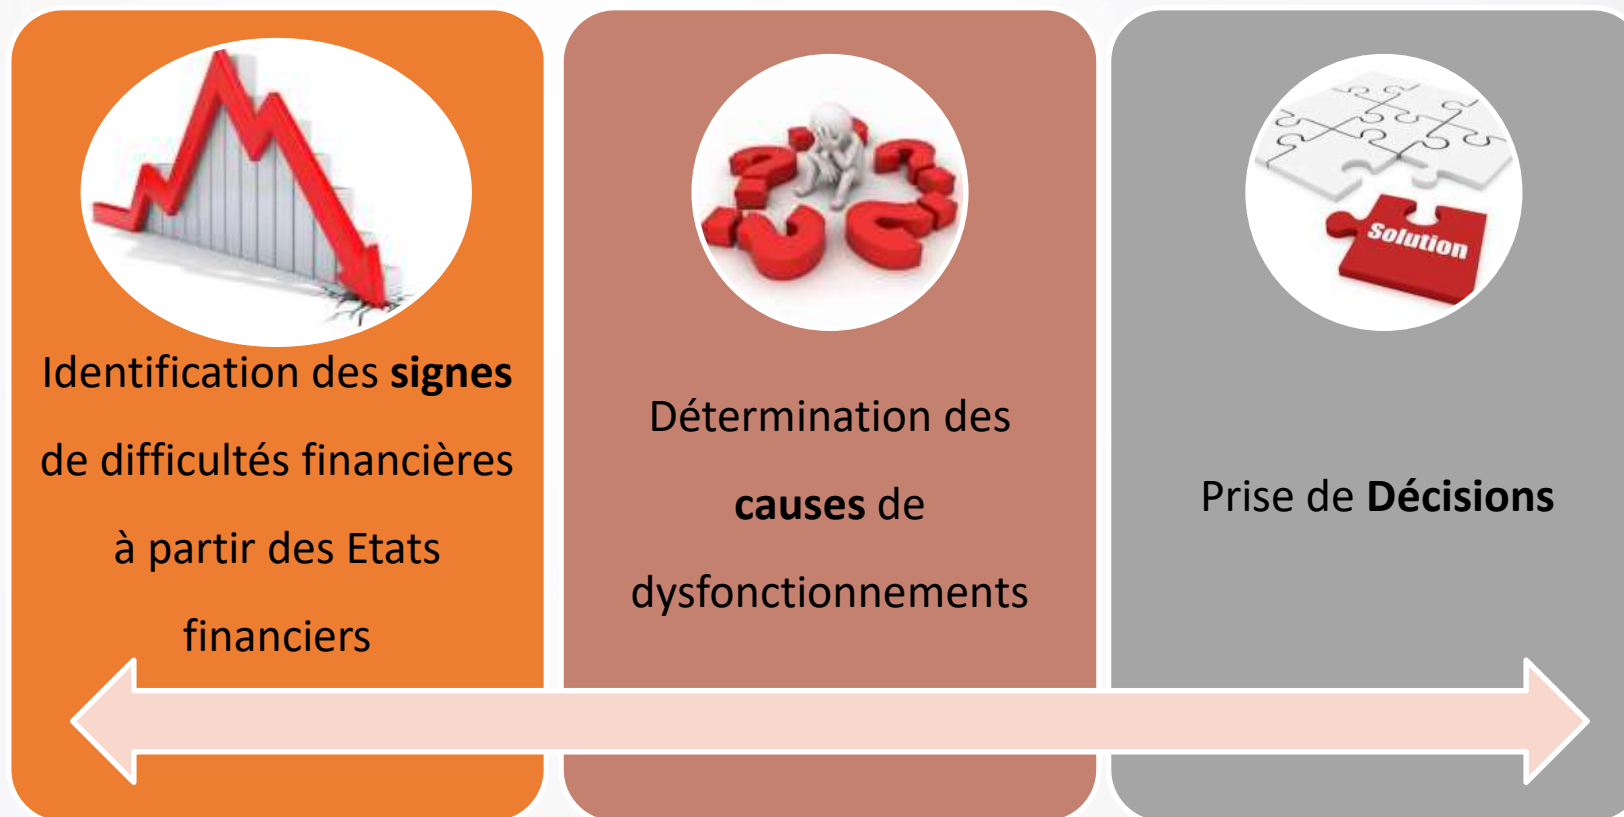 Identification des signes
de difficultés financières
à partir des Etats
financiers
Détermination des
causes de
dysfonctionnements
Solution
Prise de Décisions